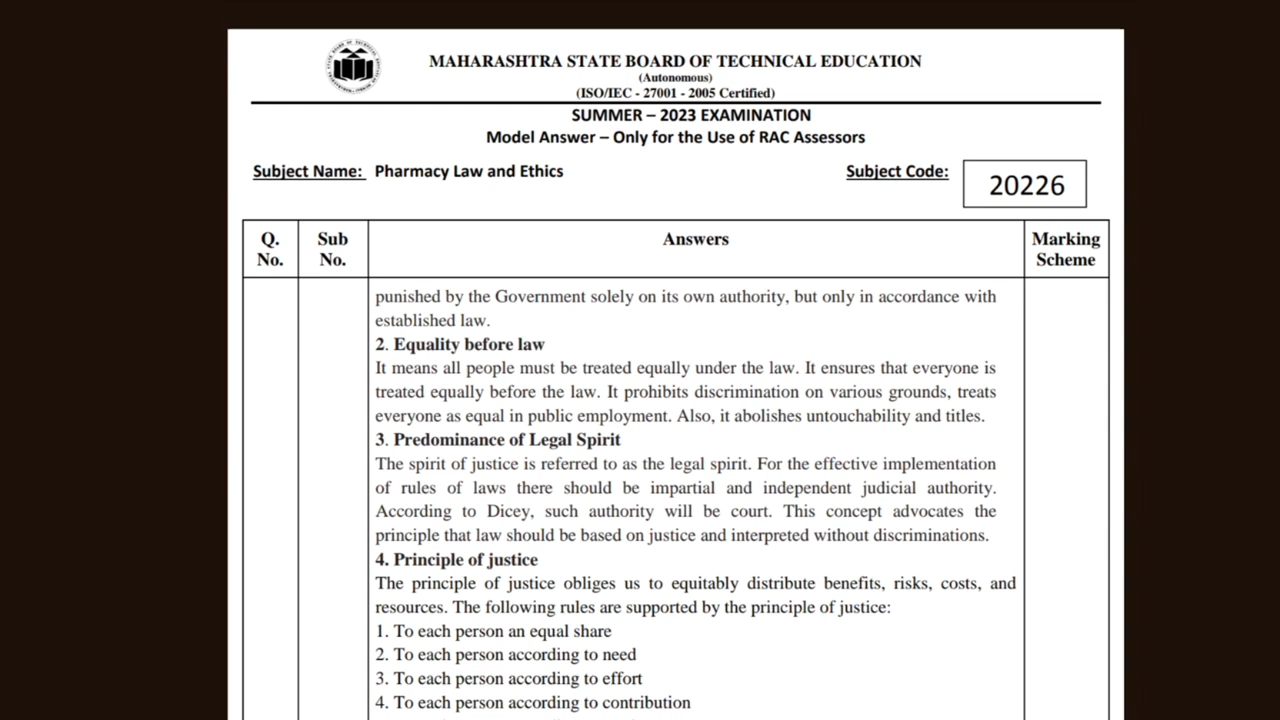 MAHARASHTRA STATE BOARD OF TECHNICAL EDUCATION
(Autonomous)
(ISO/IEC - 27001 - 2005 Certified)
SUMMER – 2023 EXAMINATION
Model Answer – Only for the Use of RAC Assessors
Subject Name: Pharmacy Law and Ethics
Subject Code:
20226
Q. No.
Sub No.
Answers
Marking Scheme
punished by the Government solely on its own authority, but only in accordance with
established law.
2. Equality before law
It means all people must be treated equally under the law. It ensures that everyone is
treated equally before the law. It prohibits discrimination on various grounds, treats
everyone as equal in public employment. Also, it abolishes untouchability and titles.
3. Predominance of Legal Spirit
The spirit of justice is referred to as the legal spirit. For the effective implementation
of rules of laws there should be impartial and independent judicial authority.
According to Dicey, such authority will be court. This concept advocates the
principle that law should be based on justice and interpreted without discriminations.
4. Principle of justice
The principle of justice obliges us to equitably distribute benefits, risks, costs, and
resources. The following rules are supported by the principle of justice:
1. To each person an equal share
2. To each person according to need
3. To each person according to effort
4. To each person according to contribution